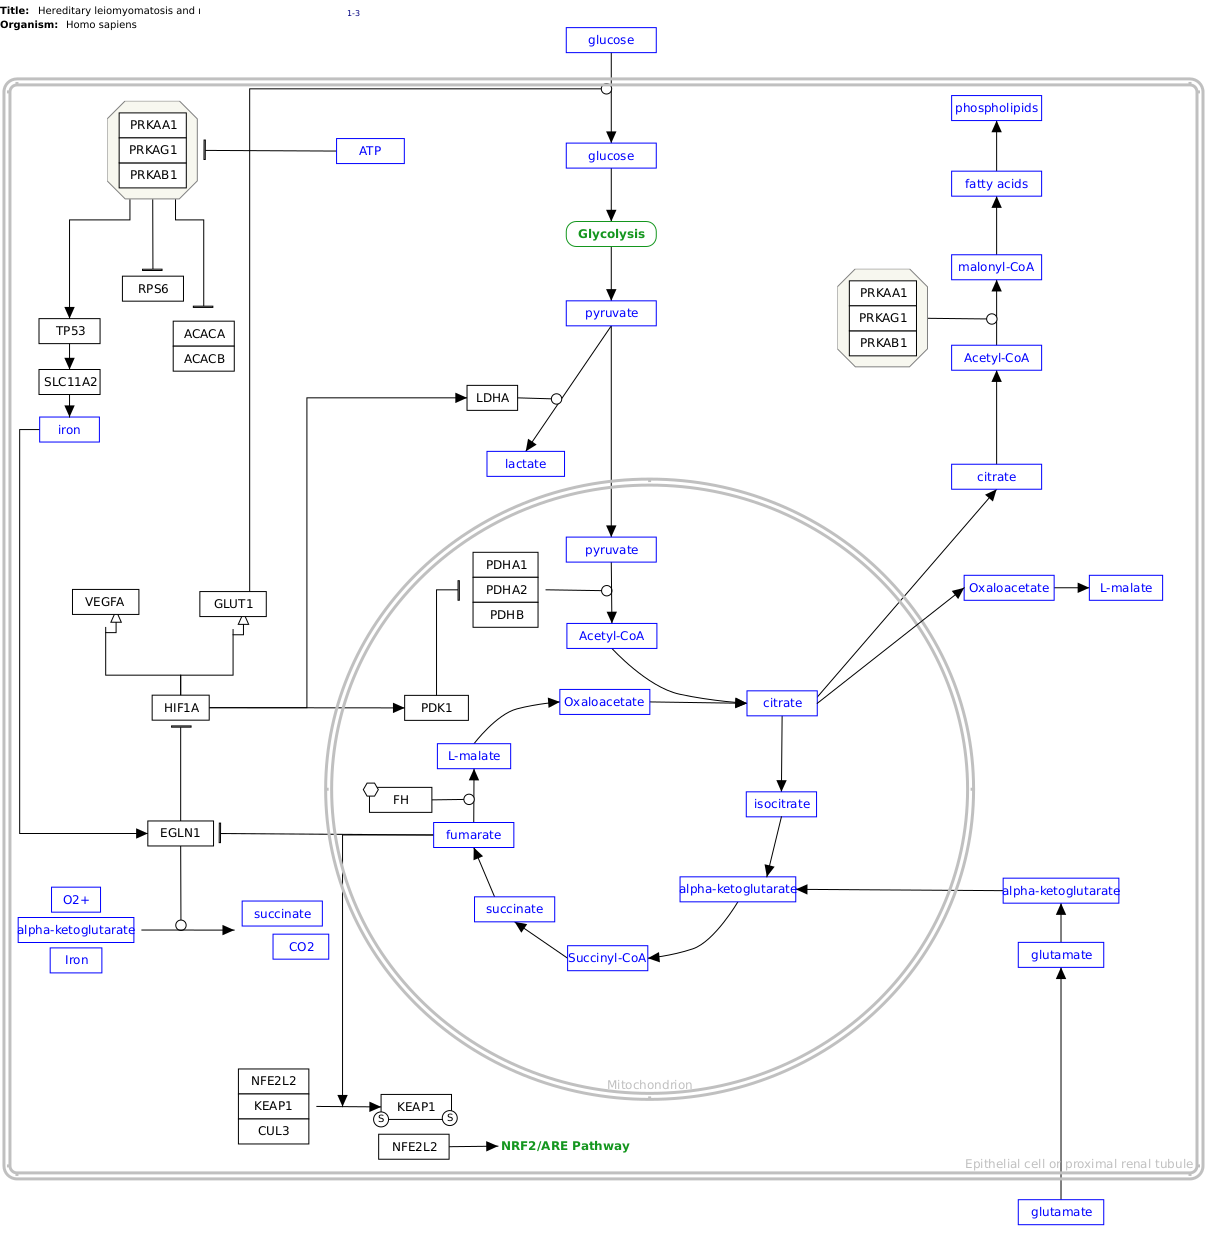 Title: Hereditary leiomyomatosis and
Organism: Homo sapiens
1-3
glucose
phospholipids
PRKAA1
PRKAG1
PRKAB1
ATP
glucose
fatty acids
Glycolysis
malonyl-CoA
RPS6
PRKAA1
PRKAG1
PRKAB1
pyruvate
TP53
ACACA
ACACB
Acetyl-CoA
SLC11A2
LDHA
iron
lactate
citrate
pyruvate
PDHA1
PDHA2
PDHB
Oxaloacetate
L-malate
VEGFA
GLUT1
Acetyl-CoA
HIF1A
PDK1
Oxaloacetate
citrate
L-malate
FH
isocitrate
EGLN1
fumarate
alpha-ketoglutarate
alpha-ketoglutarate
O2+
succinate
succinate
alpha-ketoglutarate
CO2
Iron
Succinyl-CoA
glutamate
Mitochondrion
NFE2L2
KEAP1
CUL3
KEAP1
S
S
NFE2L2
NRF2/ARE Pathway
Epithelial cell or proximal renal tubule
glutamate